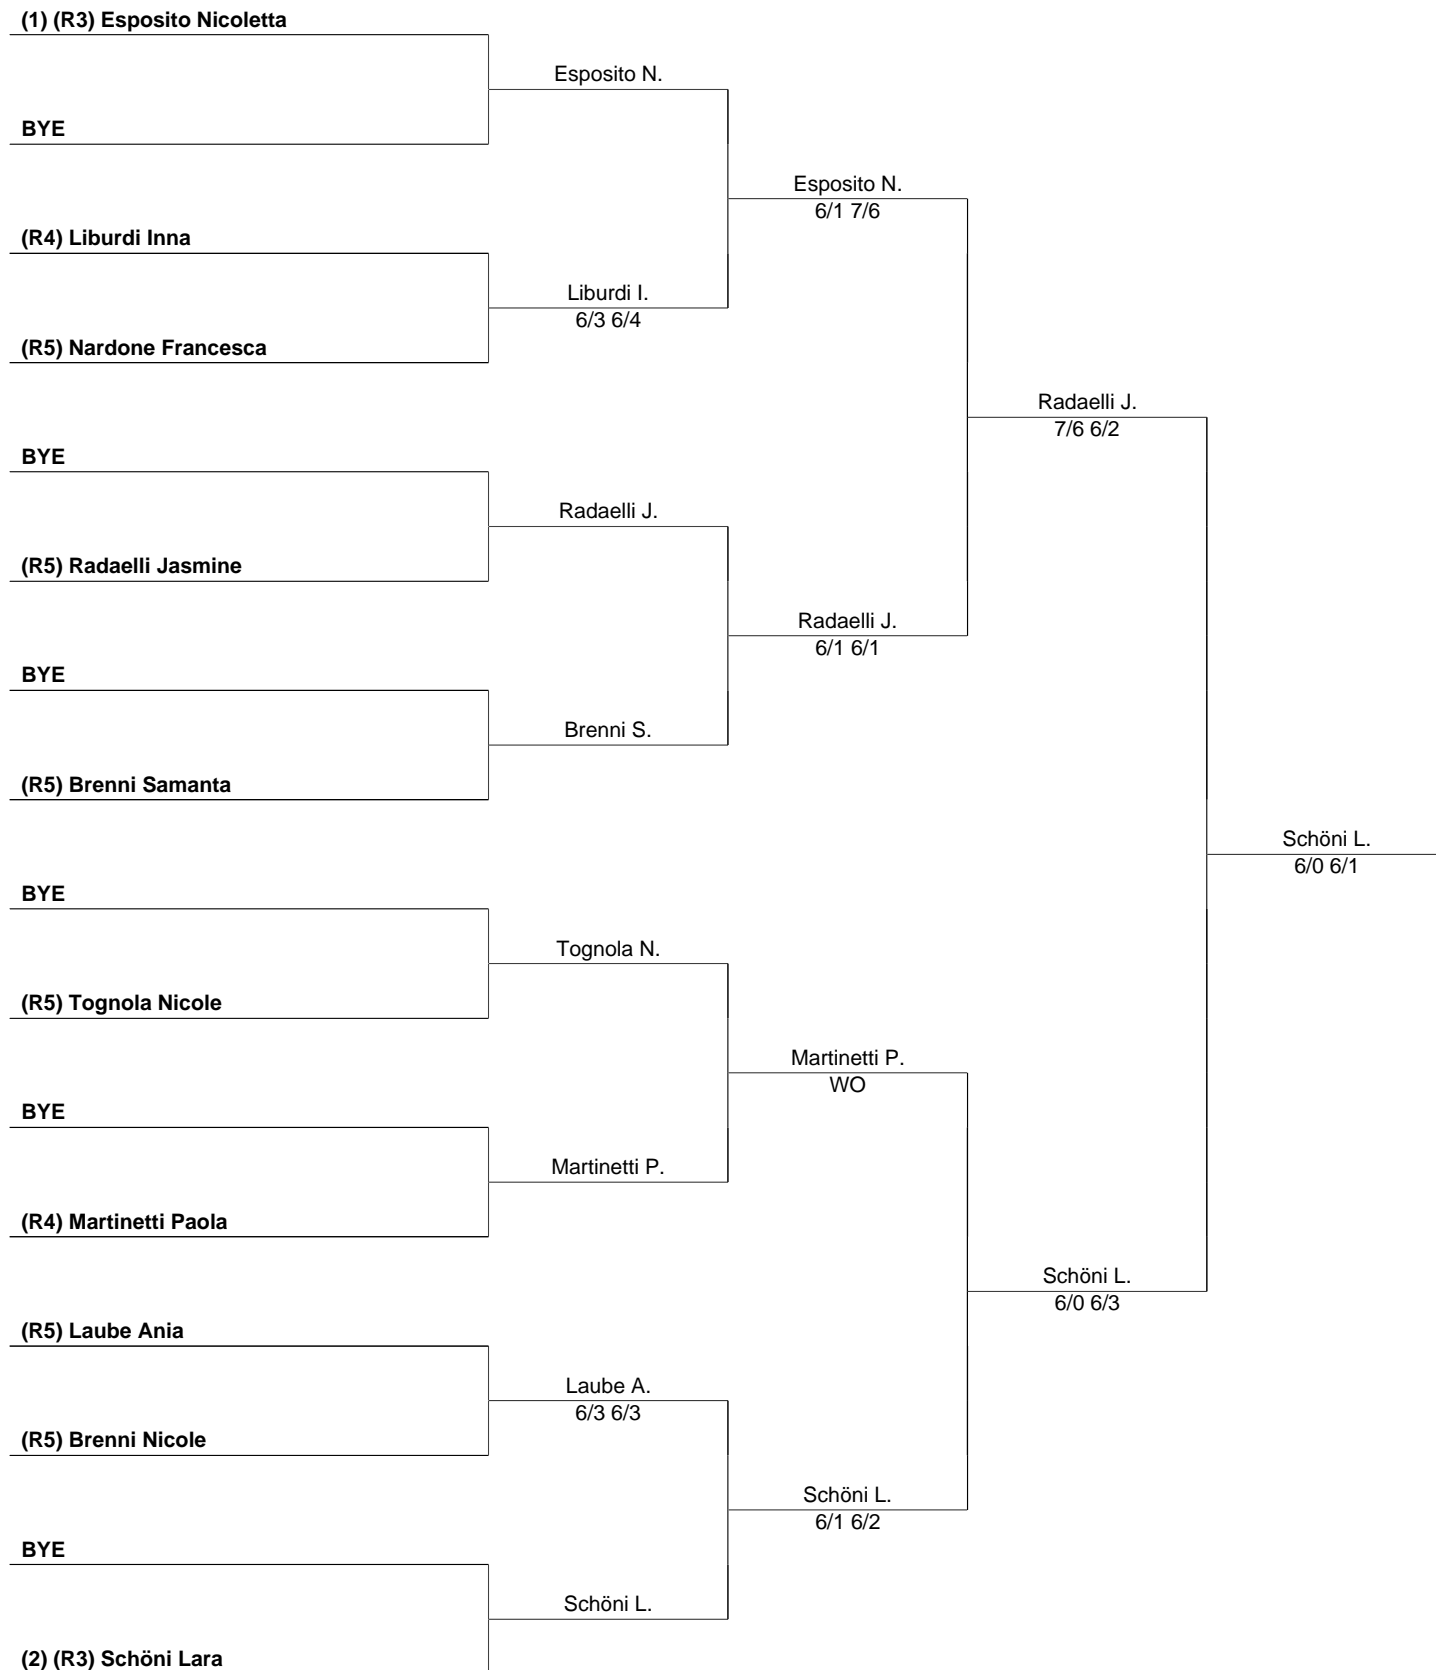 (1) (R3) Esposito Nicoletta
Esposito N.
BYE
Esposito N.
6/1 7/6
(R4) Liburdi Inna
Liburdi I.
6/3 6/4
(R5) Nardone Francesca
Radaelli J.
7/6 6/2
BYE
Radaelli J.
(R5) Radaelli Jasmine
Radaelli J.
6/1 6/1
BYE
Brenni S.
(R5) Brenni Samanta
Schöni L.
6/0 6/1
BYE
Tognola N.
(R5) Tognola Nicole
Martinetti P.
WO
BYE
Martinetti P.
(R4) Martinetti Paola
Schöni L.
6/0 6/3
(R5) Laube Ania
Laube A.
6/3 6/3
(R5) Brenni Nicole
Schöni L.
6/1 6/2
BYE
Schöni L.
(2) (R3) Schöni Lara